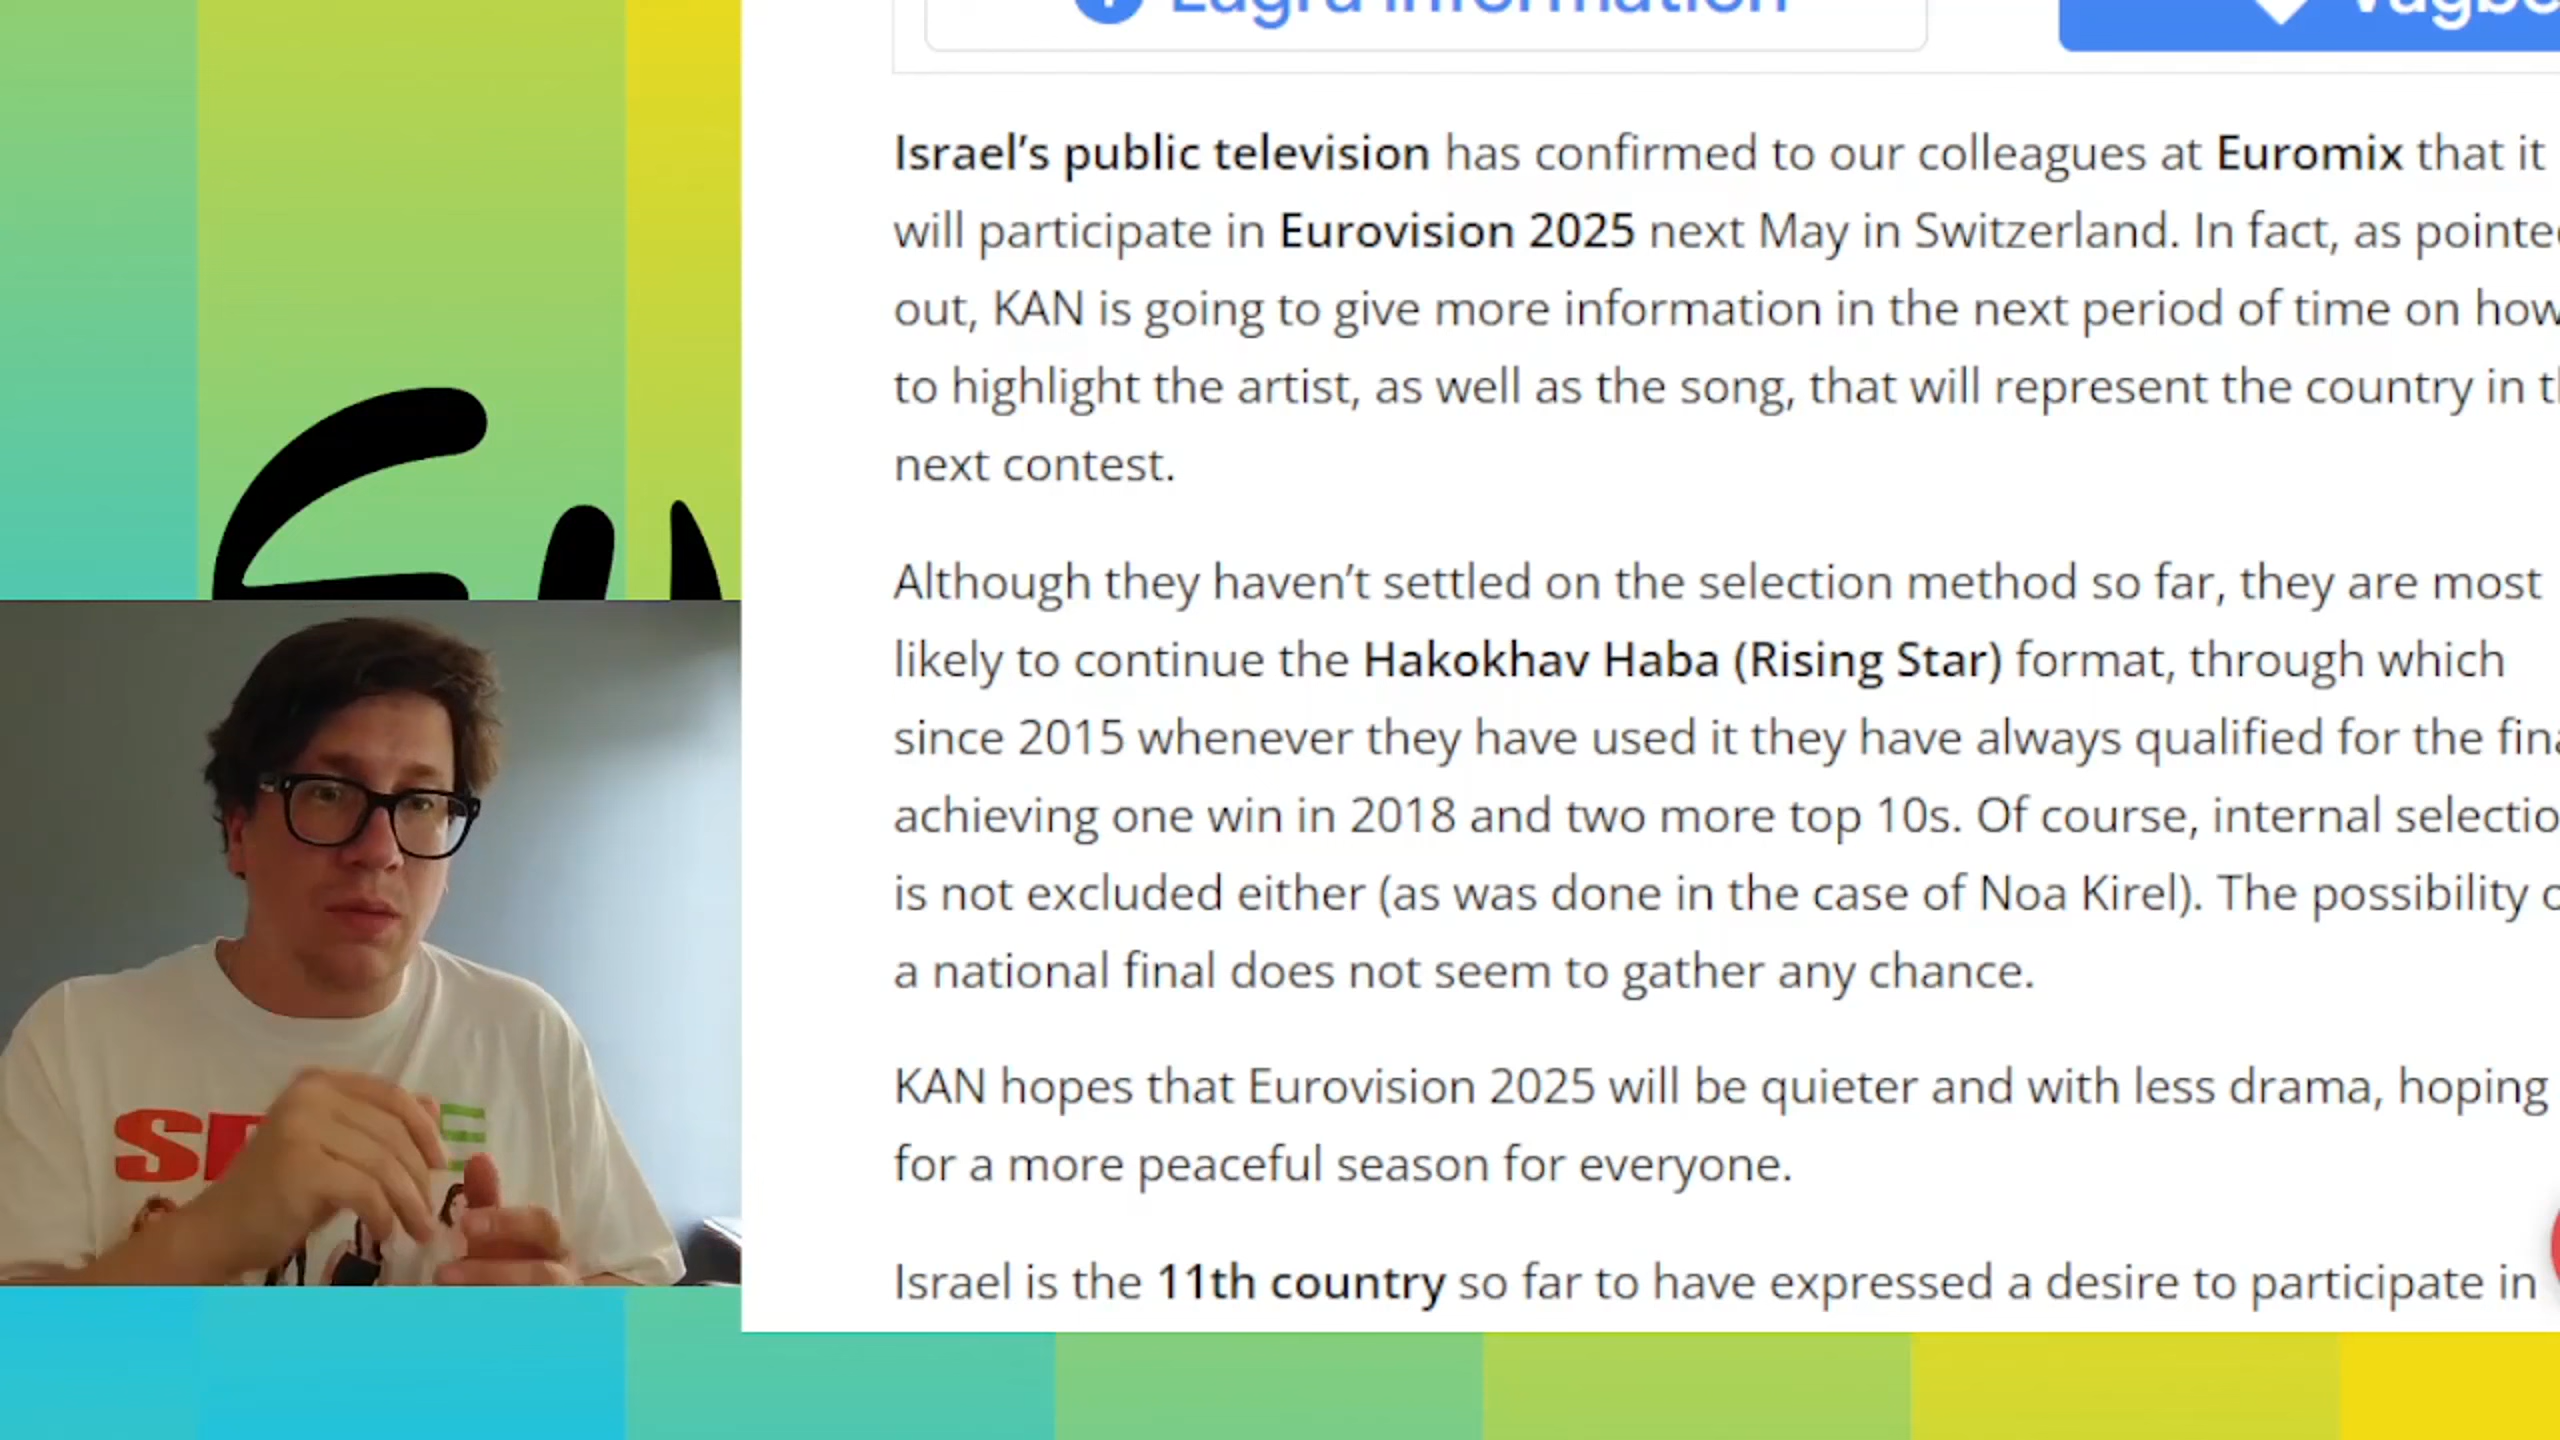 Lagra information
Israel’s public television has confirmed to our colleagues at Euromix that it
will participate in Eurovision 2025 next May in Switzerland. In fact, as pointed
out, KAN is going to give more information in the next period of time on how
to highlight the artist, as well as the song, that will represent the country in
next contest.
Although they haven’t settled on the selection method so far, they are most
likely to continue the Hakokhav Haba (Rising Star) format, through which
since 2015 whenever they have used it they have always qualified for the
achieving one win in 2018 and two more top 10s. Of course, internal
is not excluded either (as was done in the case of Noa Kirel). The possibility
a national final does not seem to gather any chance.
KAN hopes that Eurovision 2025 will be quieter and with less drama, hoping
for a more peaceful season for everyone.
Israel is the 11th country so far to have expressed a desire to participate in